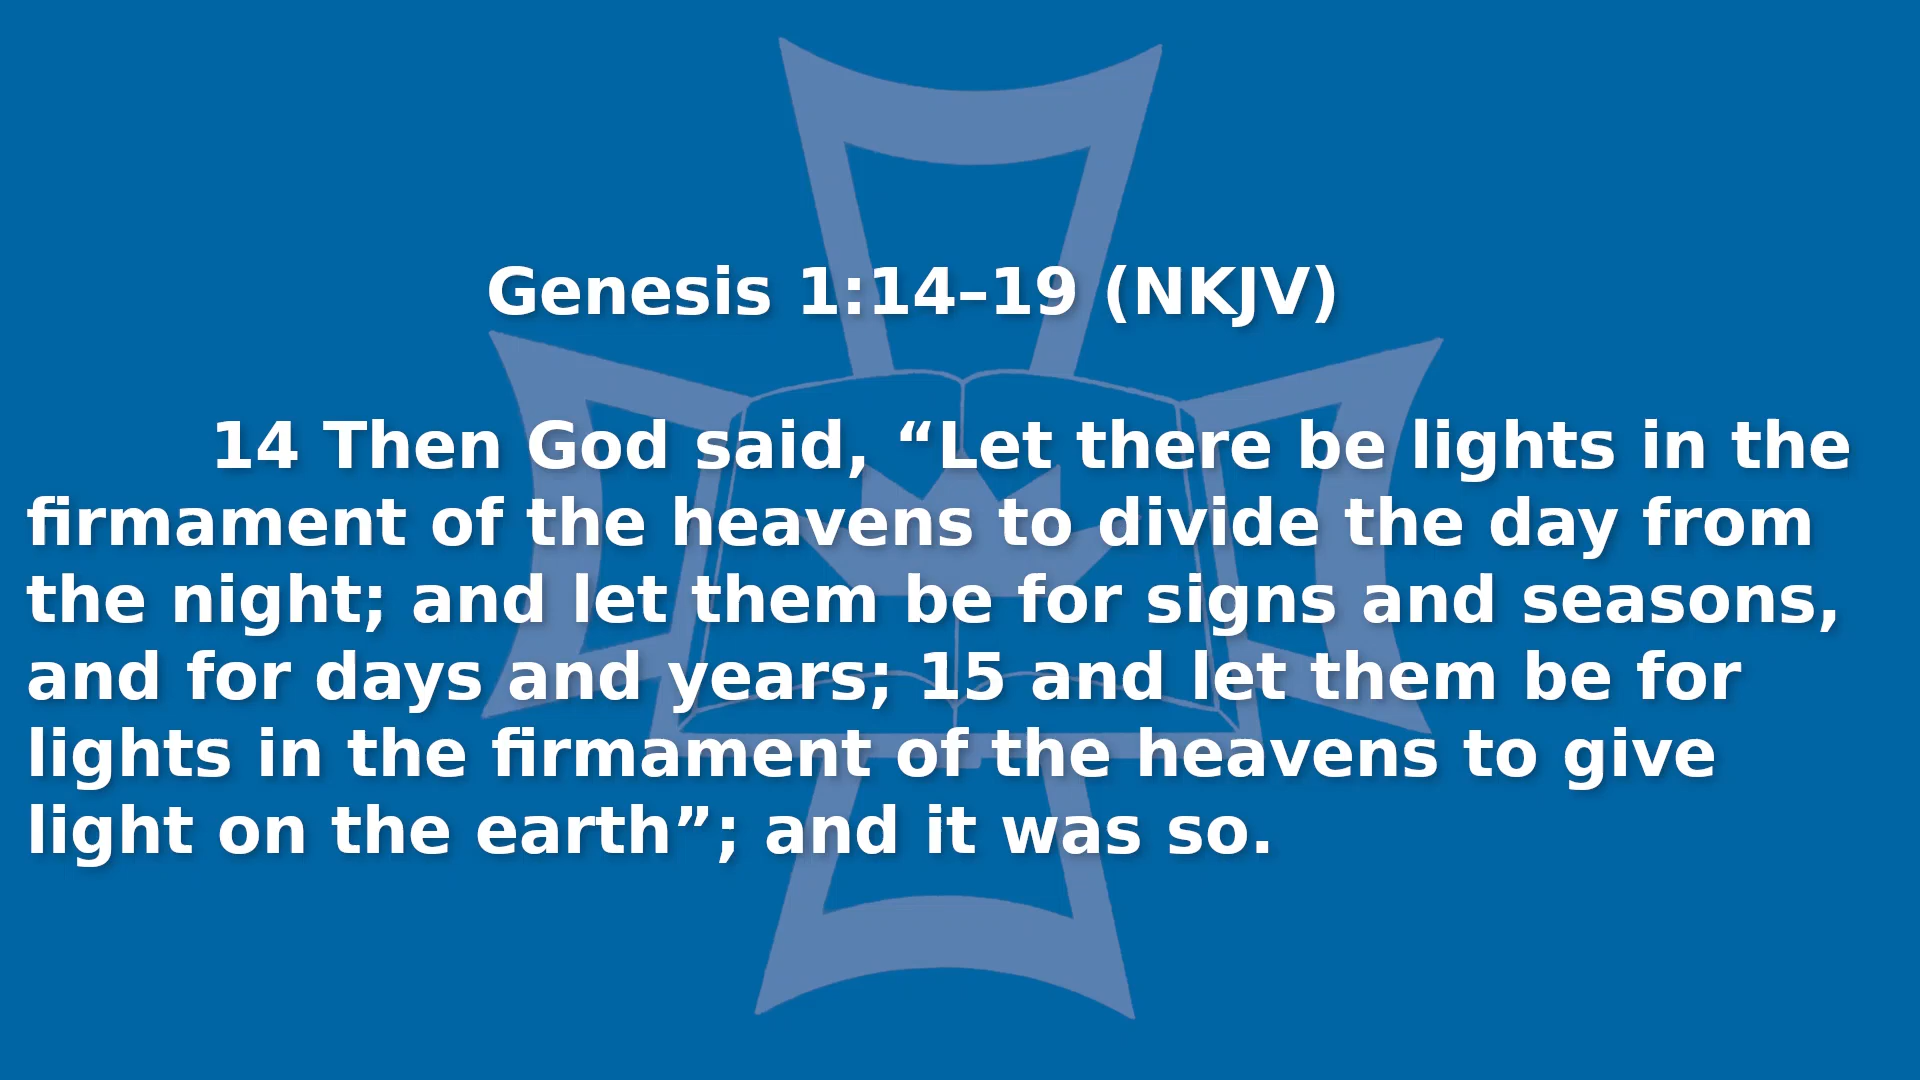 Genesis 1:14–19 (NKJV)
14 Then God said, “Let there be lights in the
firmament of the heavens to divide the day from
the night; and let them be for signs and seasons,
and for days and years; 15 and let them be for
lights in the firmament of the heavens to give
light on the earth”; and it was so.